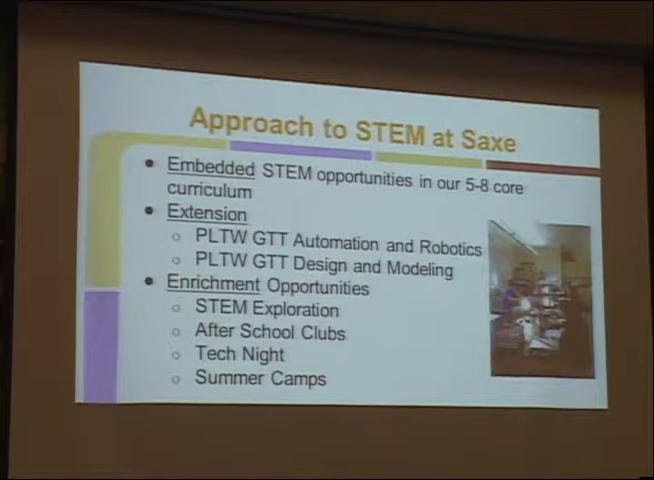 Approach to STEM at Saxe
• Embedded STEM opportunities in our 5-8 core
curriculum
• Extension
○ PLTW GTT Automation and Robotics
○ PLTW GTT Design and Modeling
• Enrichment Opportunities
○ STEM Exploration
○ After School Clubs
○ Tech Night
○ Summer Camps